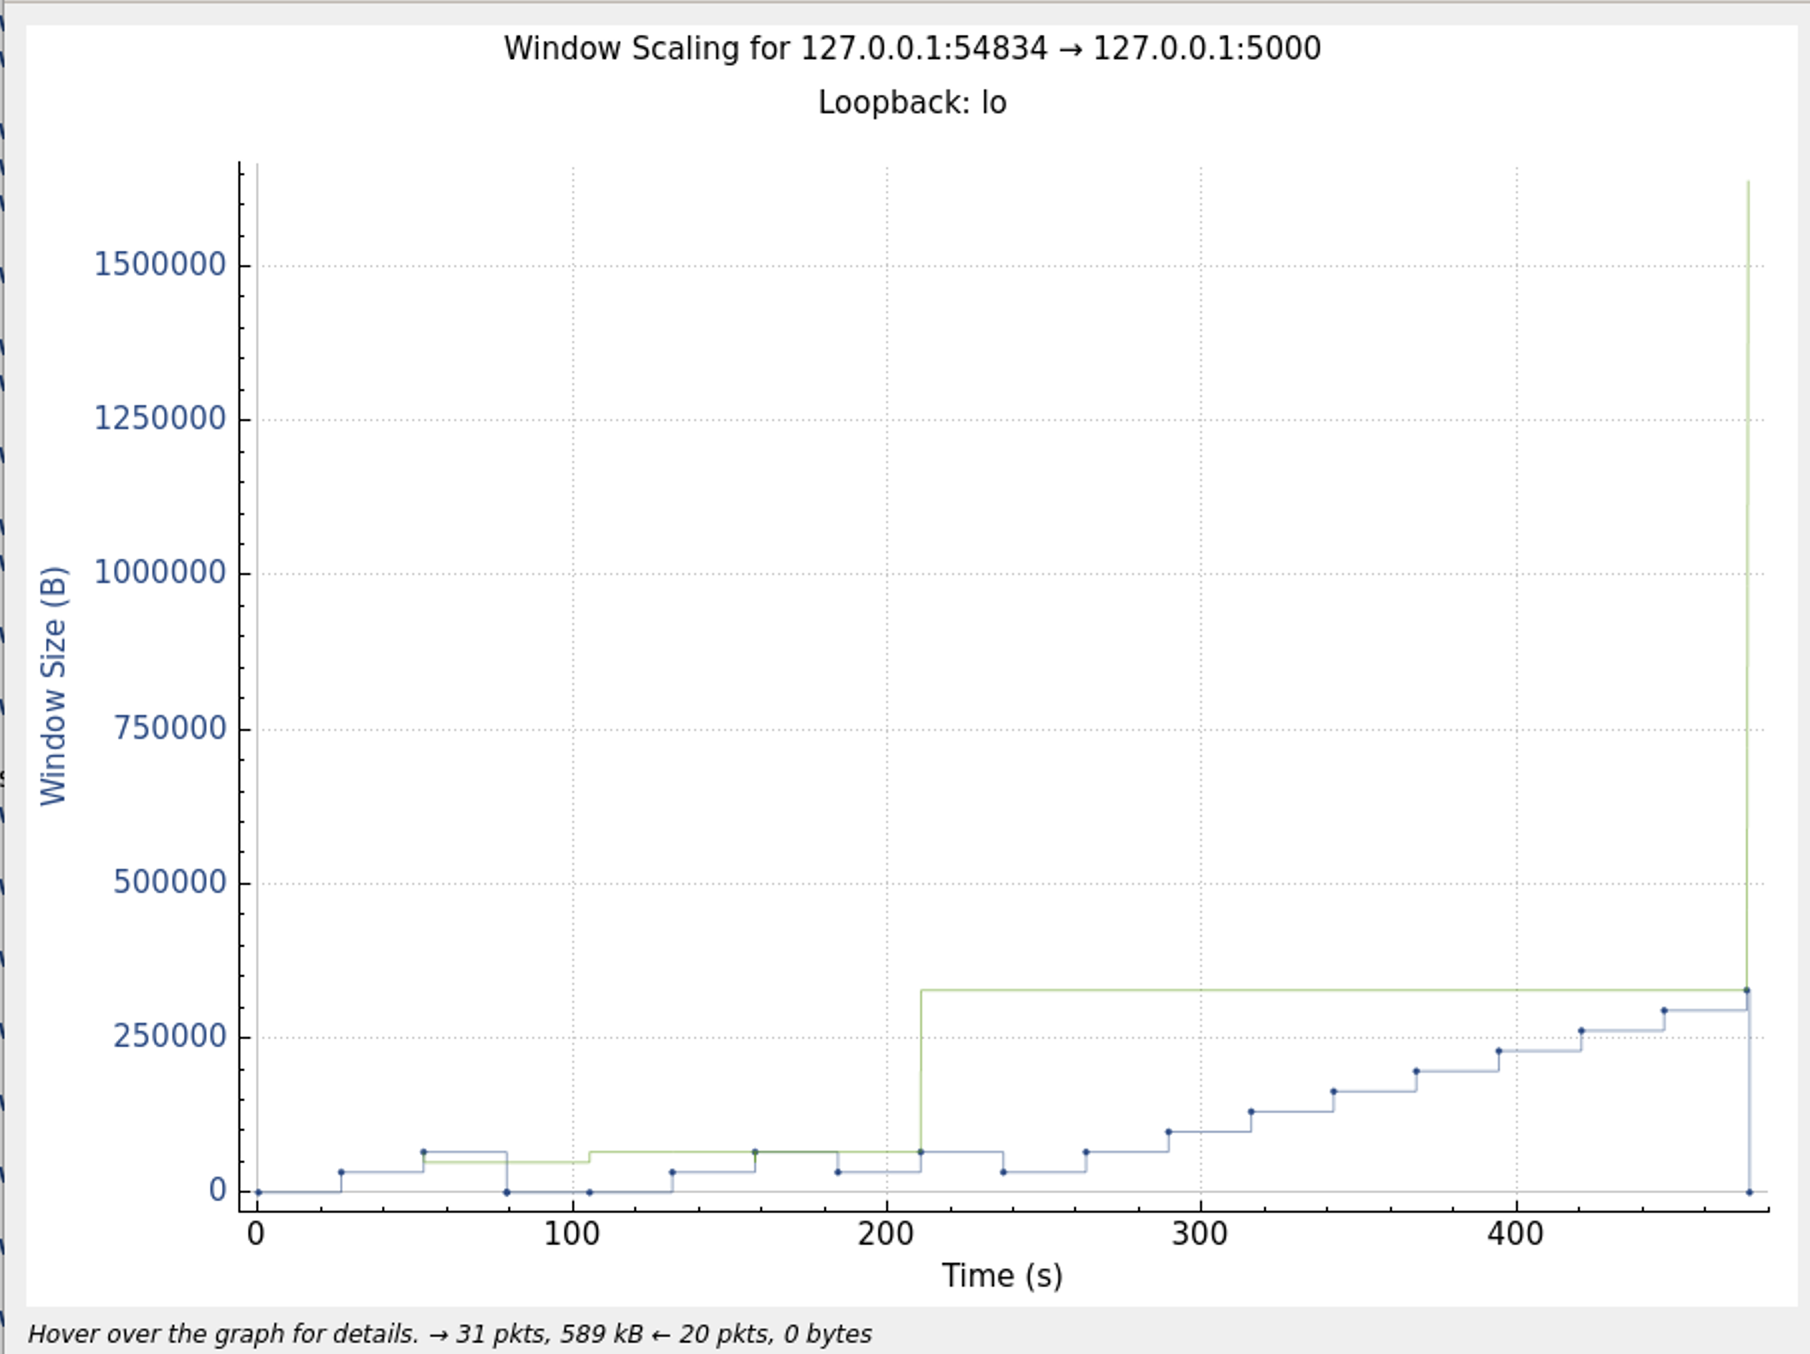 Window Scaling for 127.0.0.1:54834 → 127.0.0.1:5000
Loopback: lo
1500000
1250000
1000000
750000
500000
250000
0
Window Size (B)
0 100 200 300 400
Time (s)
Hover over the graph for details. → 31 pkts, 589 kB ← 20 pkts, 0 bytes